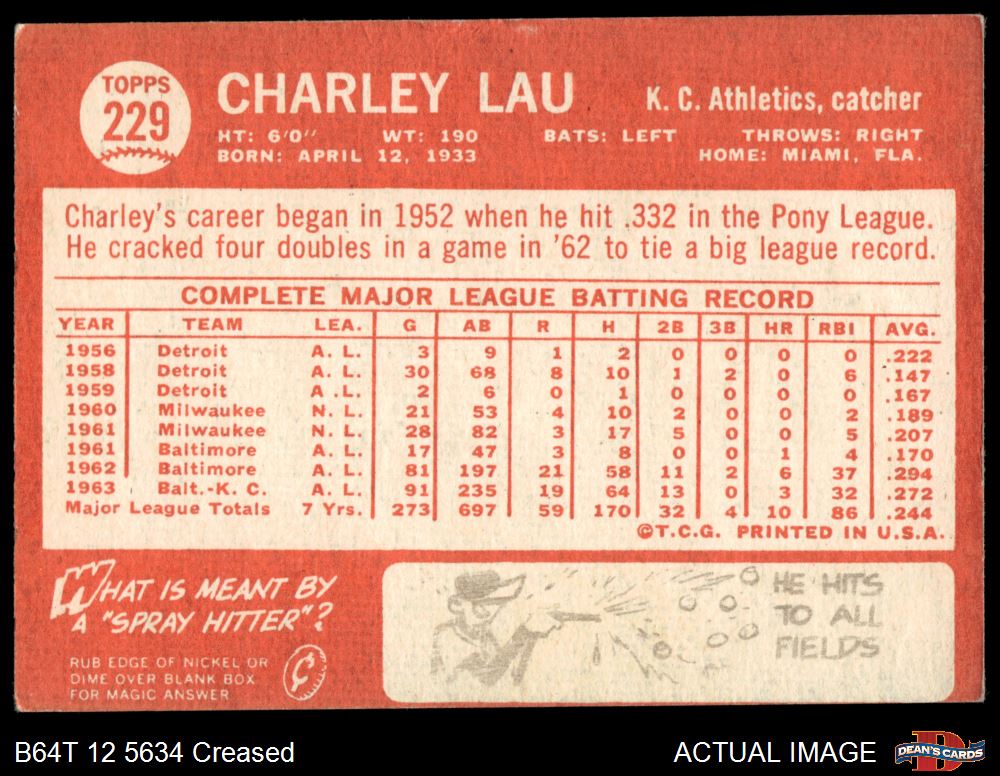 TOPPS
229
CHARLEY LAU
K. C. Athletics, catcher
HT: 6'0" WT: 190 BATS: LEFT THROWS: RIGHT
BORN: APRIL 12, 1933 HOME: MIAMI, FLA.
Charley's career began in 1952 when he hit .332 in the Pony League.
He cracked four doubles in a game in '62 to tie a big league record.
COMPLETE MAJOR LEAGUE BATTING RECORD
YEAR TEAM LEA. G AB R H 2B 3B HR RBI AVG.
1956 Detroit A. L. 3 9 1 2 0 0 0 0 .222
1958 Detroit A. L. 30 68 8 10 1 2 0 6 .147
1959 Detroit A .L. 2 6 0 1 0 0 0 0 .167
1960 Milwaukee N. L. 21 53 4 10 2 0 0 2 .189
1961 Milwaukee N. L. 28 82 3 17 5 0 0 5 .207
1961 Baltimore A. L. 17 47 3 8 0 0 1 4 .170
1962 Baltimore A. L. 81 197 21 58 11 2 6 37 .294
1963 Balt.-K. C. A. L. 91 235 19 64 13 0 3 32 .272
Major League Totals 7 Yrs. 273 697 59 170 32 4 10 86 .244
©T.C.G. PRINTED IN U.S.A.
WHAT IS MEANT BY
A "SPRAY HITTER"?
RUB EDGE OF NICKEL OR
DIME OVER BLANK BOX
FOR MAGIC ANSWER
¢
HE HITS
TO ALL
FIELDS
B64T 12 5634 Creased
ACTUAL IMAGE
D
DEAN'S CARDS